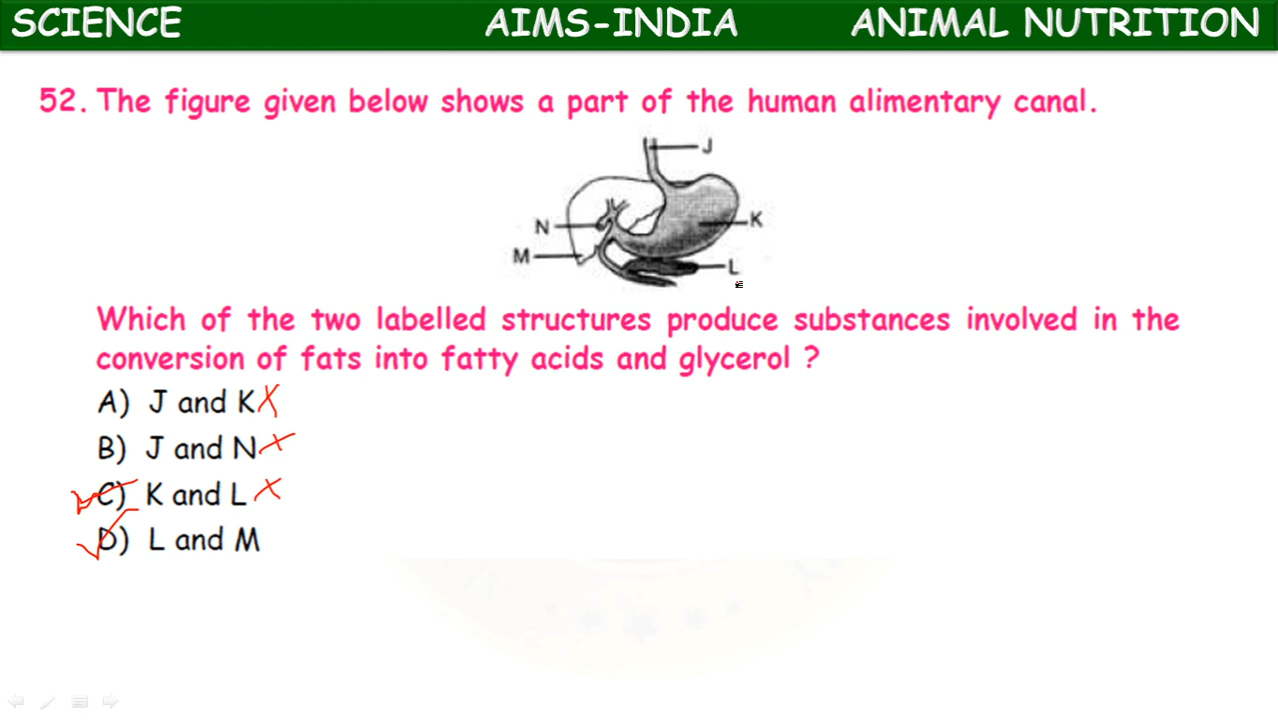 SCIENCE AIMS-INDIA ANIMAL NUTRITION
52. The figure given below shows a part of the human alimentary canal.
J
N
K
M
L
Which of the two labelled structures produce substances involved in the
conversion of fats into fatty acids and glycerol ?
A) J and K
B) J and N
C) K and L
D) L and M